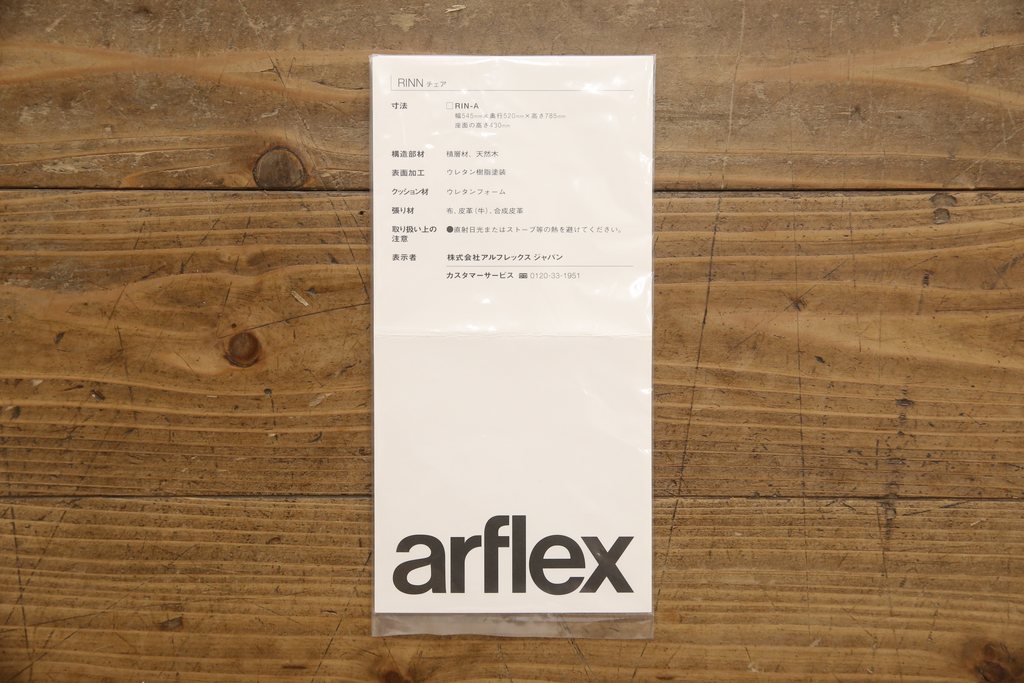 RINN チェア
寸法 □RIN-A
幅545mm×奥行520mm×高さ785mm
座面の高さ430mm
構造部材 積層材、天然木
表面加工 ウレタン樹脂塗装
クッション材 ウレタンフォーム
張り材 布、皮革(牛)、合成皮革
取り扱い上の注意 ●直射日光またはストーブ等の熱を避けてください。
表示者 株式会社アルフレックス ジャパン
カスタマーサービス 0120-33-1951
arflex